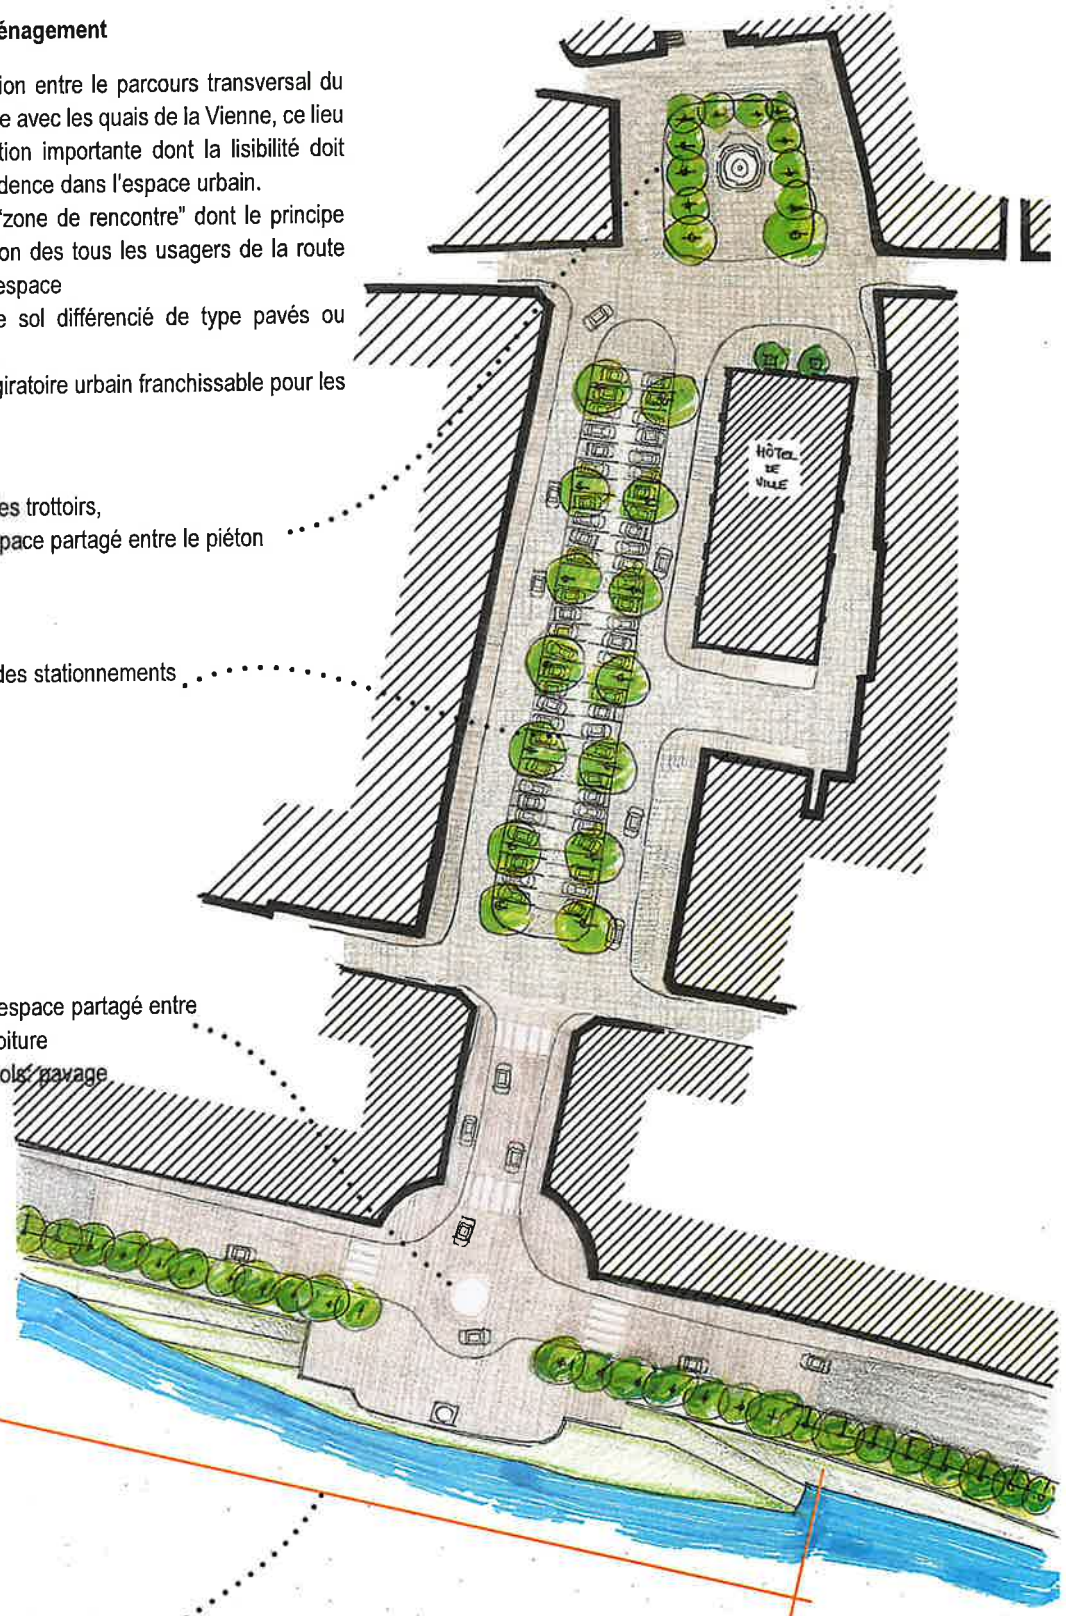 énagement
ion entre le parcours transversal du
e avec les quais de la Vienne, ce lieu
tion importante dont la lisibilité doit
dence dans l'espace urbain.
"zone de rencontre" dont le principe
on des tous les usagers de la route
espace
e sol différencié de type pavés ou
giratoire urbain franchissable pour les
es trottoirs,
pace partagé entre le piéton
des stationnements
espace partagé entre
oiture
ols: pavage
HÔTEL
DE
VILLE